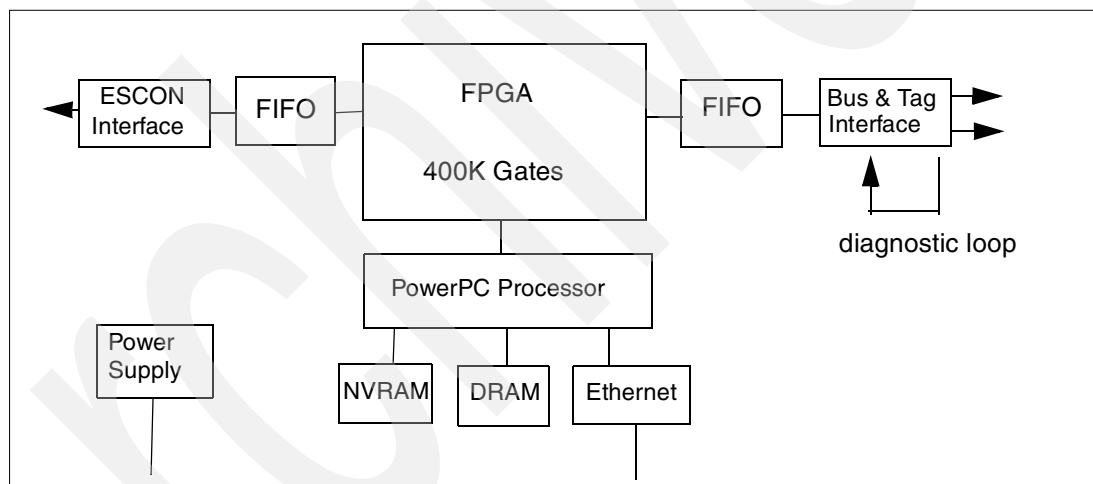 ESCON
Interface
FIFO
FPGA
400K Gates
FIFO
Bus & Tag
Interface
diagnostic loop
PowerPC Processor
Power
Supply
NVRAM
DRAM
Ethernet